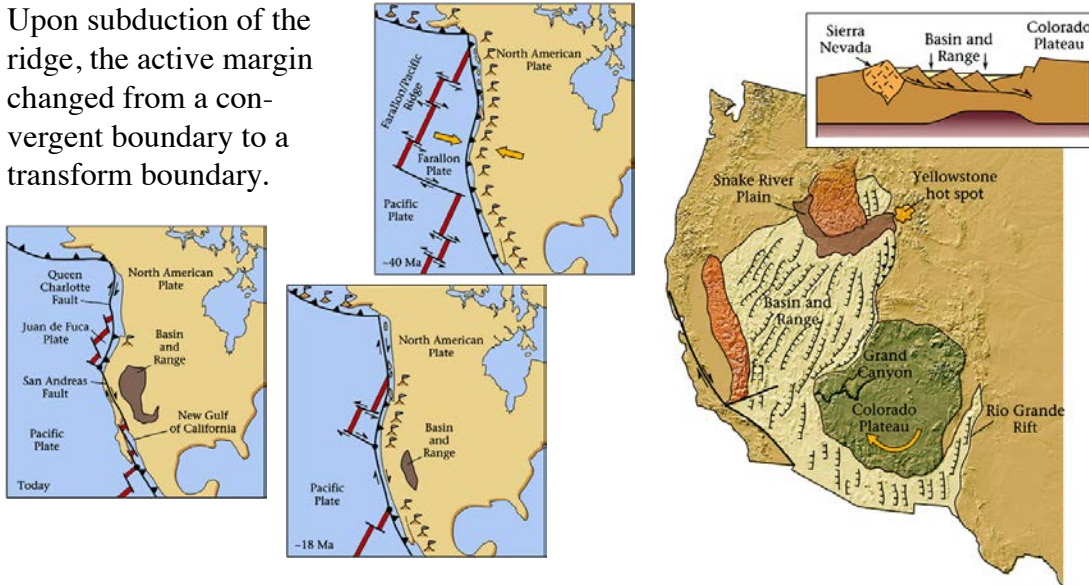 Upon subduction of the
ridge, the active margin
changed from a con-
vergent boundary to a
transform boundary.
North American
Plate
Farallon/Pacific
Ridge
Farallon
Plate
Pacific
Plate
~40 Ma
Queen
Charlotte
Fault
North American
Plate
Juan de Fuca
Plate
Basin
and
Range
San Andreas
Fault
New Gulf
of California
Pacific
Plate
Today
North American
Plate
Basin
and
Range
Pacific
Plate
~18 Ma
Sierra
Nevada
Basin and
Range
Colorado
Plateau
Snake River
Plain
Yellowstone
hot spot
Basin and
Range
Grand
Canyon
Colorado
Plateau
Rio Grande
Rift